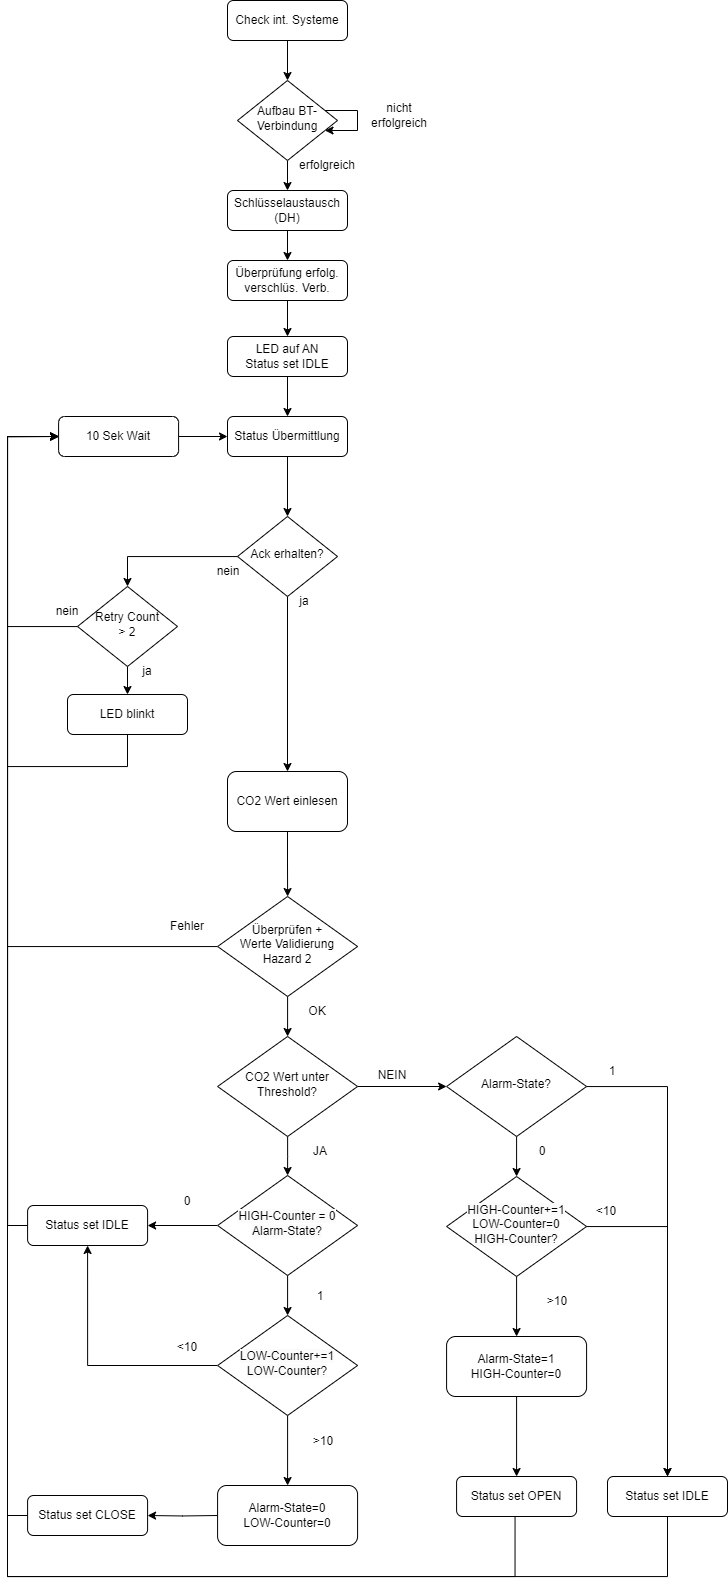 Check int. Systeme
Aufbau BT-
Verbindung
nicht
erfolgreich
erfolgreich
Schlüsselaustausch
(DH)
Überprüfung erfolg.
verschlüs. Verb.
LED auf AN
Status set IDLE
10 Sek Wait
Status Übermittlung
Ack erhalten?
nein
ja
nein
Retry Count
> 2
ja
LED blinkt
CO2 Wert einlesen
Fehler
Überprüfen +
Werte Validierung
Hazard 2
OK
CO2 Wert unter
Threshold?
NEIN
Alarm-State?
1
JA
0
0
Status set IDLE
HIGH-Counter = 0
Alarm-State?
HIGH-Counter+=1
LOW-Counter=0
HIGH-Counter?
<10
1
>10
<10
LOW-Counter+=1
LOW-Counter?
Alarm-State=1
HIGH-Counter=0
>10
Status set CLOSE
Alarm-State=0
LOW-Counter=0
Status set OPEN
Status set IDLE